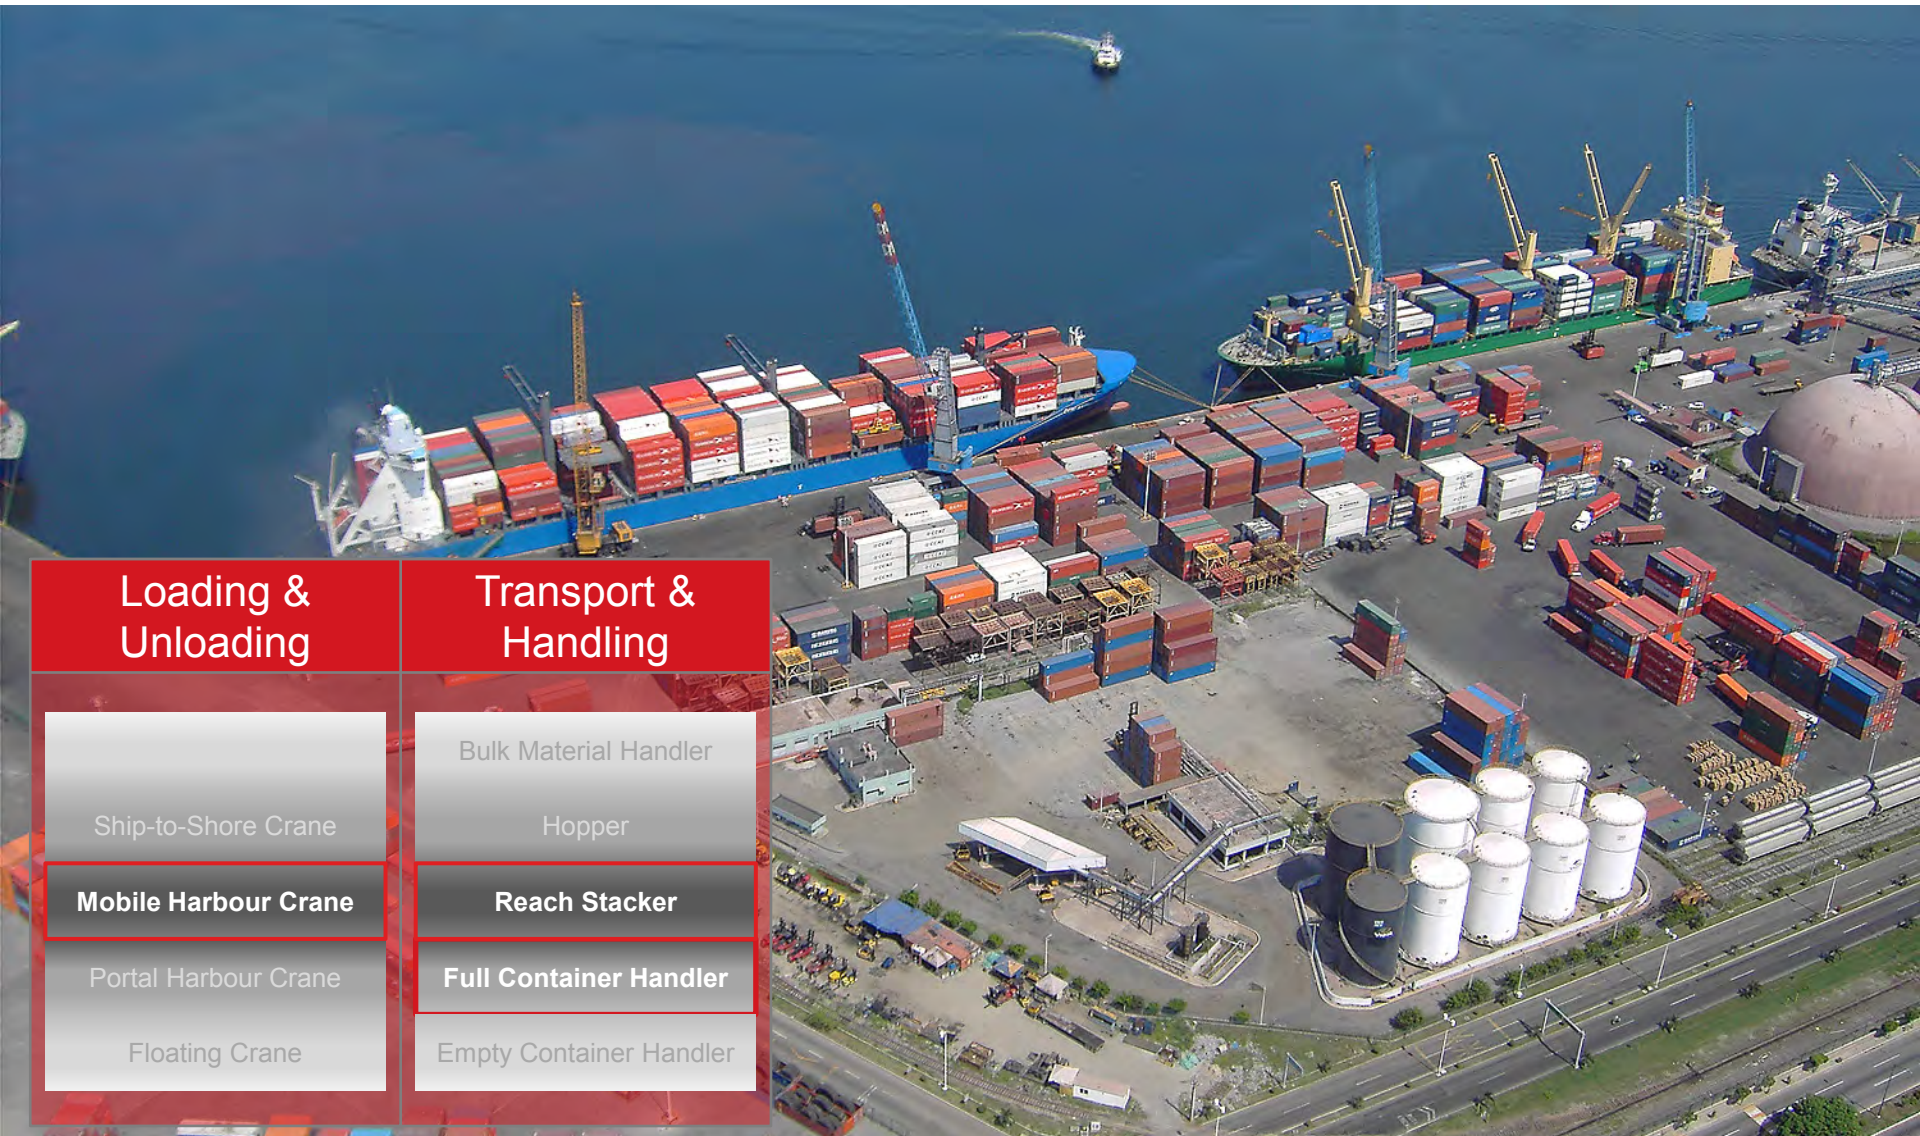 Loading &
Unloading
Ship-to-Shore Crane
Mobile Harbour Crane
Portal Harbour Crane
Floating Crane
Transport &
Handling
Bulk Material Handler
Hopper
Reach Stacker
Full Container Handler
Empty Container Handler